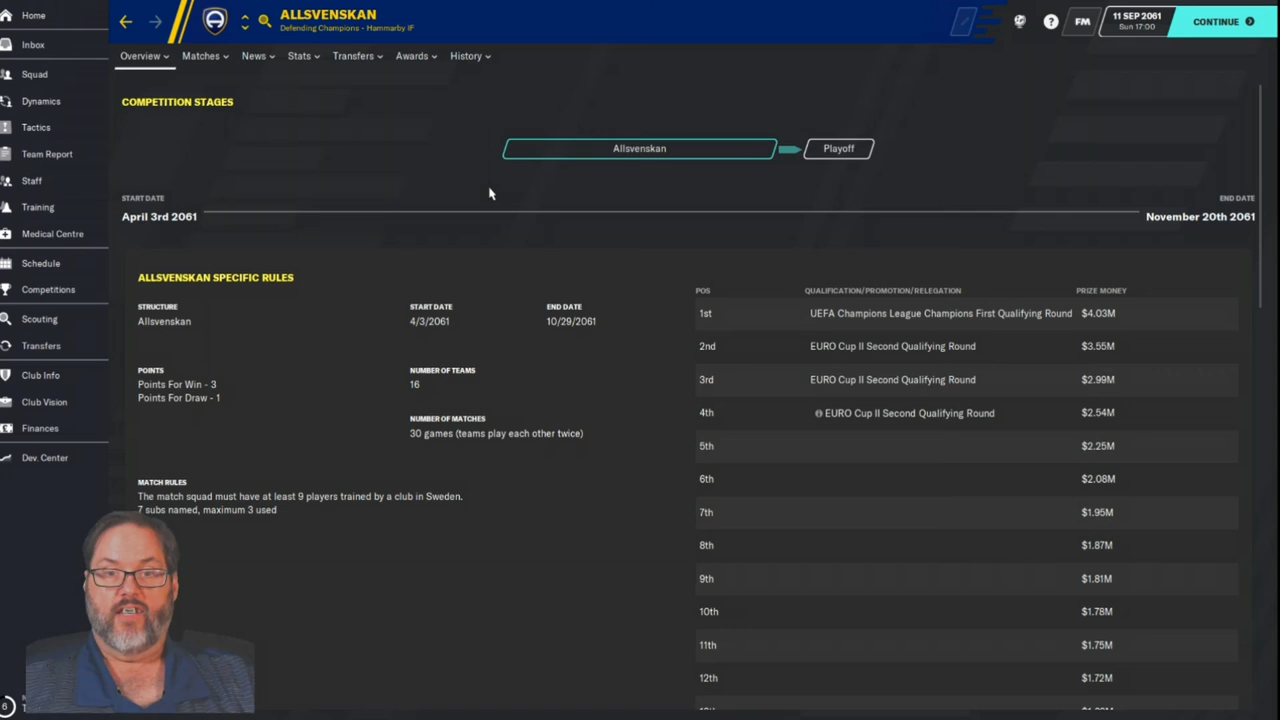 Home
Inbox
Squad
Dynamics
Tactics
Team Report
Staff
Training
Medical Centre
Schedule
Competitions
Scouting
Transfers
Club Info
Club Vision
Finances
Dev. Center
6
ALLSVENSKAN
Defending Champions - Hammarby IF
?
FM
11 SEP 2061
Sun 17:00
CONTINUE
Overview Matches News Stats Transfers Awards History
COMPETITION STAGES
Allsvenskan Playoff
START DATE
April 3rd 2061
END DATE
November 20th 2061
ALLSVENSKAN SPECIFIC RULES
STRUCTURE
Allsvenskan
START DATE
4/3/2061
END DATE
10/29/2061
POINTS
Points For Win - 3
Points For Draw - 1
NUMBER OF TEAMS
16
NUMBER OF MATCHES
30 games (teams play each other twice)
MATCH RULES
The match squad must have at least 9 players trained by a club in Sweden.
7 subs named, maximum 3 used
POS QUALIFICATION/PROMOTION/RELEGATION PRIZE MONEY
1st UEFA Champions League Champions First Qualifying Round $4.03M
2nd EURO Cup II Second Qualifying Round $3.55M
3rd EURO Cup II Second Qualifying Round $2.99M
4th EURO Cup II Second Qualifying Round $2.54M
5th $2.25M
6th $2.08M
7th $1.95M
8th $1.87M
9th $1.81M
10th $1.78M
11th $1.75M
12th $1.72M